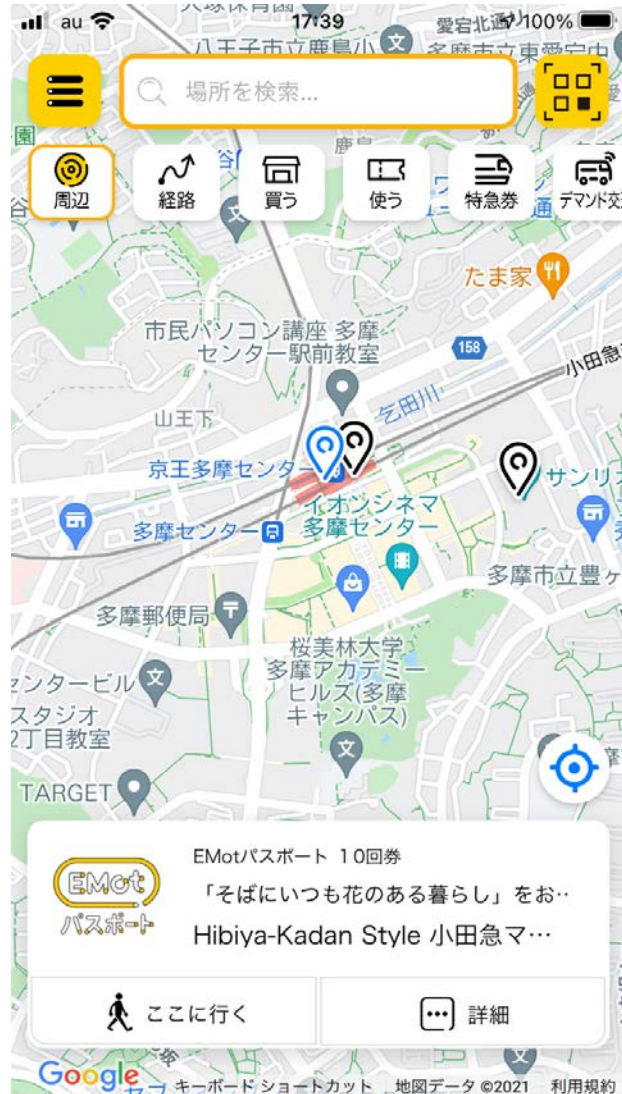 au
17:39
100%
愛宕北通り
八王子市立鹿島小
多摩市立東愛宕中
場所を検索...
園
鹿島
周辺
経路
買う
使う
特急券
デマンド交
たま家
市民パソコン講座 多摩
センター駅前教室
158
小田急
乞田川
山王下
京王多摩センター
サンリオ
イオンシネマ
多摩センター
多摩センター
多摩市立豊ヶ
多摩郵便局
桜美林大学
多摩アカデミー
ヒルズ(多摩
キャンパス)
ンタービル
スタジオ
2丁目教室
TARGET
EMot
パスポート
EMotパスポート 10回券
「そばにいつも花のある暮らし」をお‥
Hibiya-Kadan Style 小田急マ…
ここに行く
詳細
Google
キーボード ショートカット
地図データ ©2021
利用規約